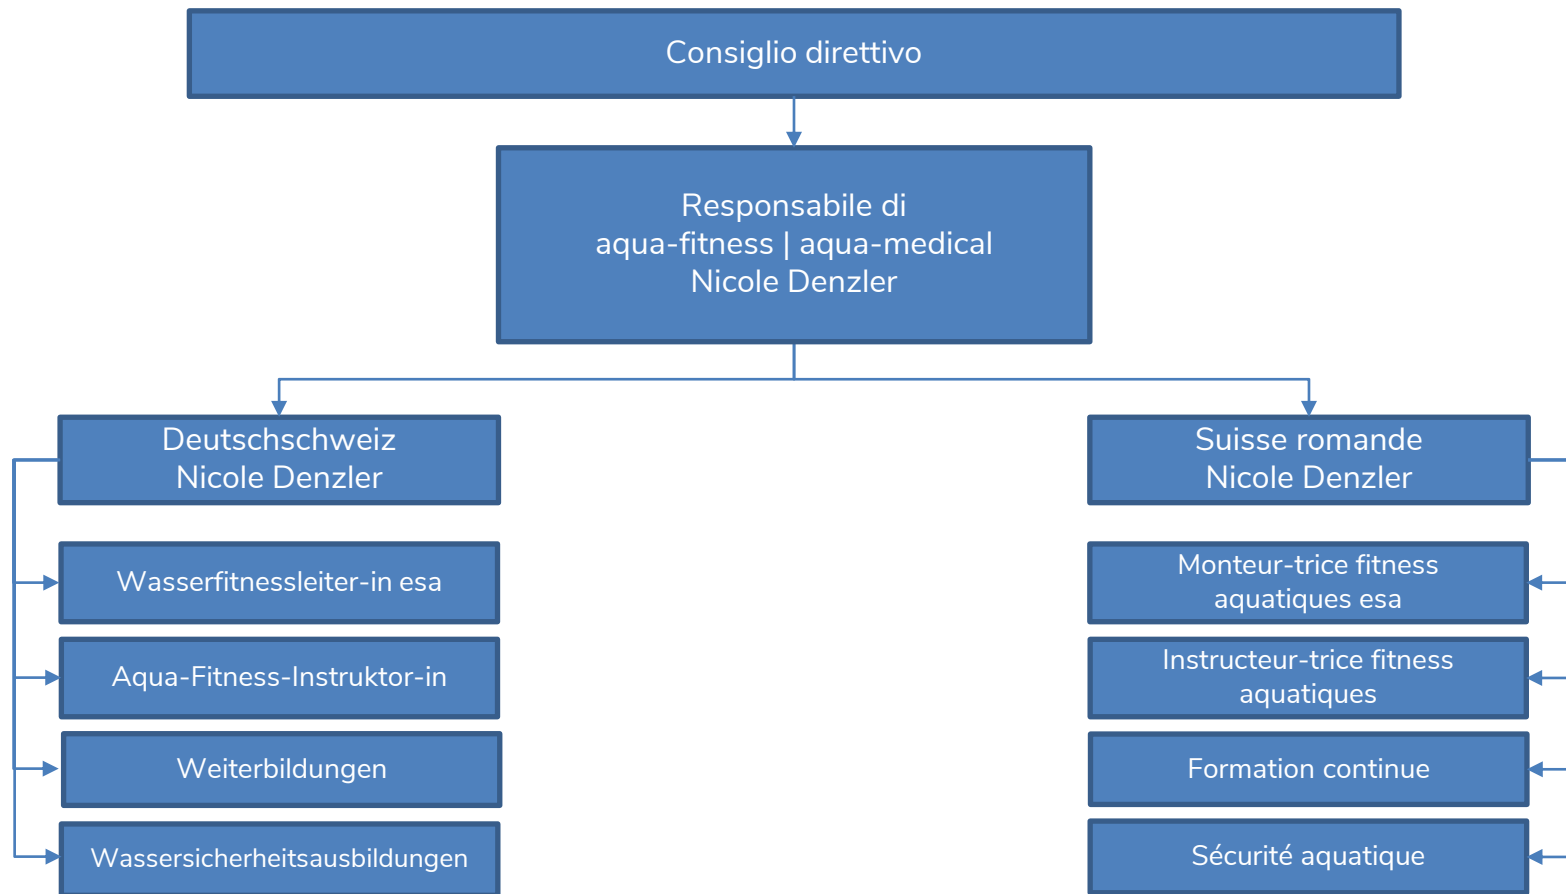 Consiglio direttivo
Responsabile di
aqua-fitness | aqua-medical
Nicole Denzler
Deutschschweiz
Nicole Denzler
Wasserfitnessleiter-in esa
Aqua-Fitness-Instruktor-in
Weiterbildungen
Wassersicherheitsausbildungen
Suisse romande
Nicole Denzler
Monteur-trice fitness
aquatiques esa
Instructeur-trice fitness
aquatiques
Formation continue
Sécurité aquatique